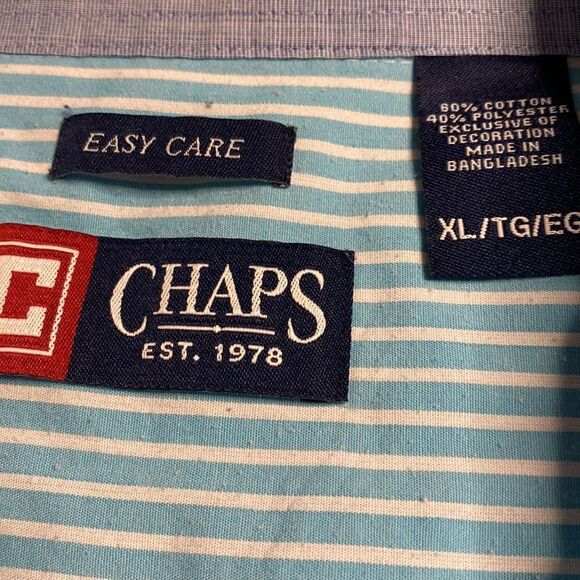 EASY CARE
60% COTTON
40% POLYESTER
EXCLUSIVE OF
DECORATION
MADE IN
BANGLADESH
XL/TG/EG
C
CHAPS
EST. 1978